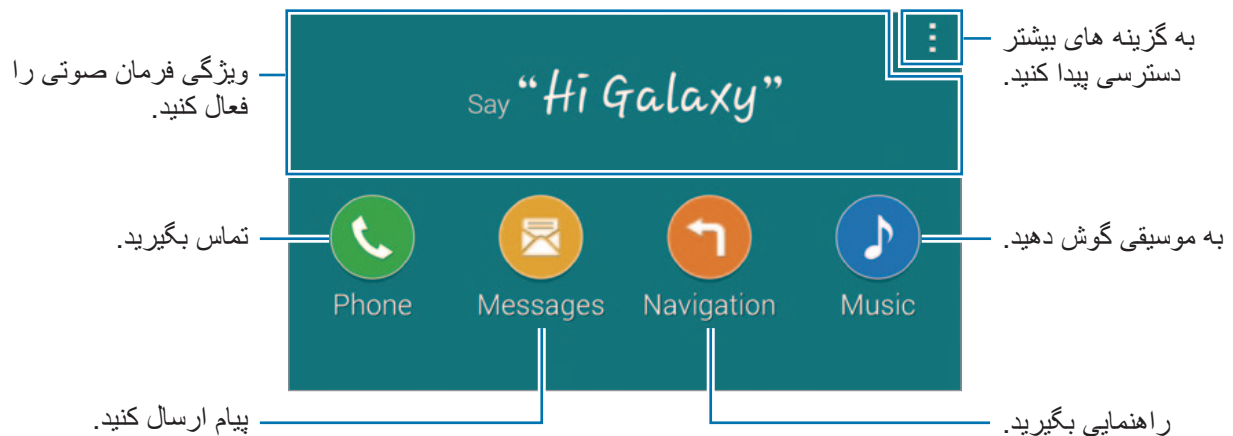 به گزینه های بیشتر
دسترسی پیدا کنید.
ویژگی فرمان صوتی را
فعال کنید.
Say “Hi Galaxy”
تماس بگیرید.
به موسیقی گوش دهید.
Phone
Messages
Navigation
Music
پیام ارسال کنید.
راهنمایی بگیرید.